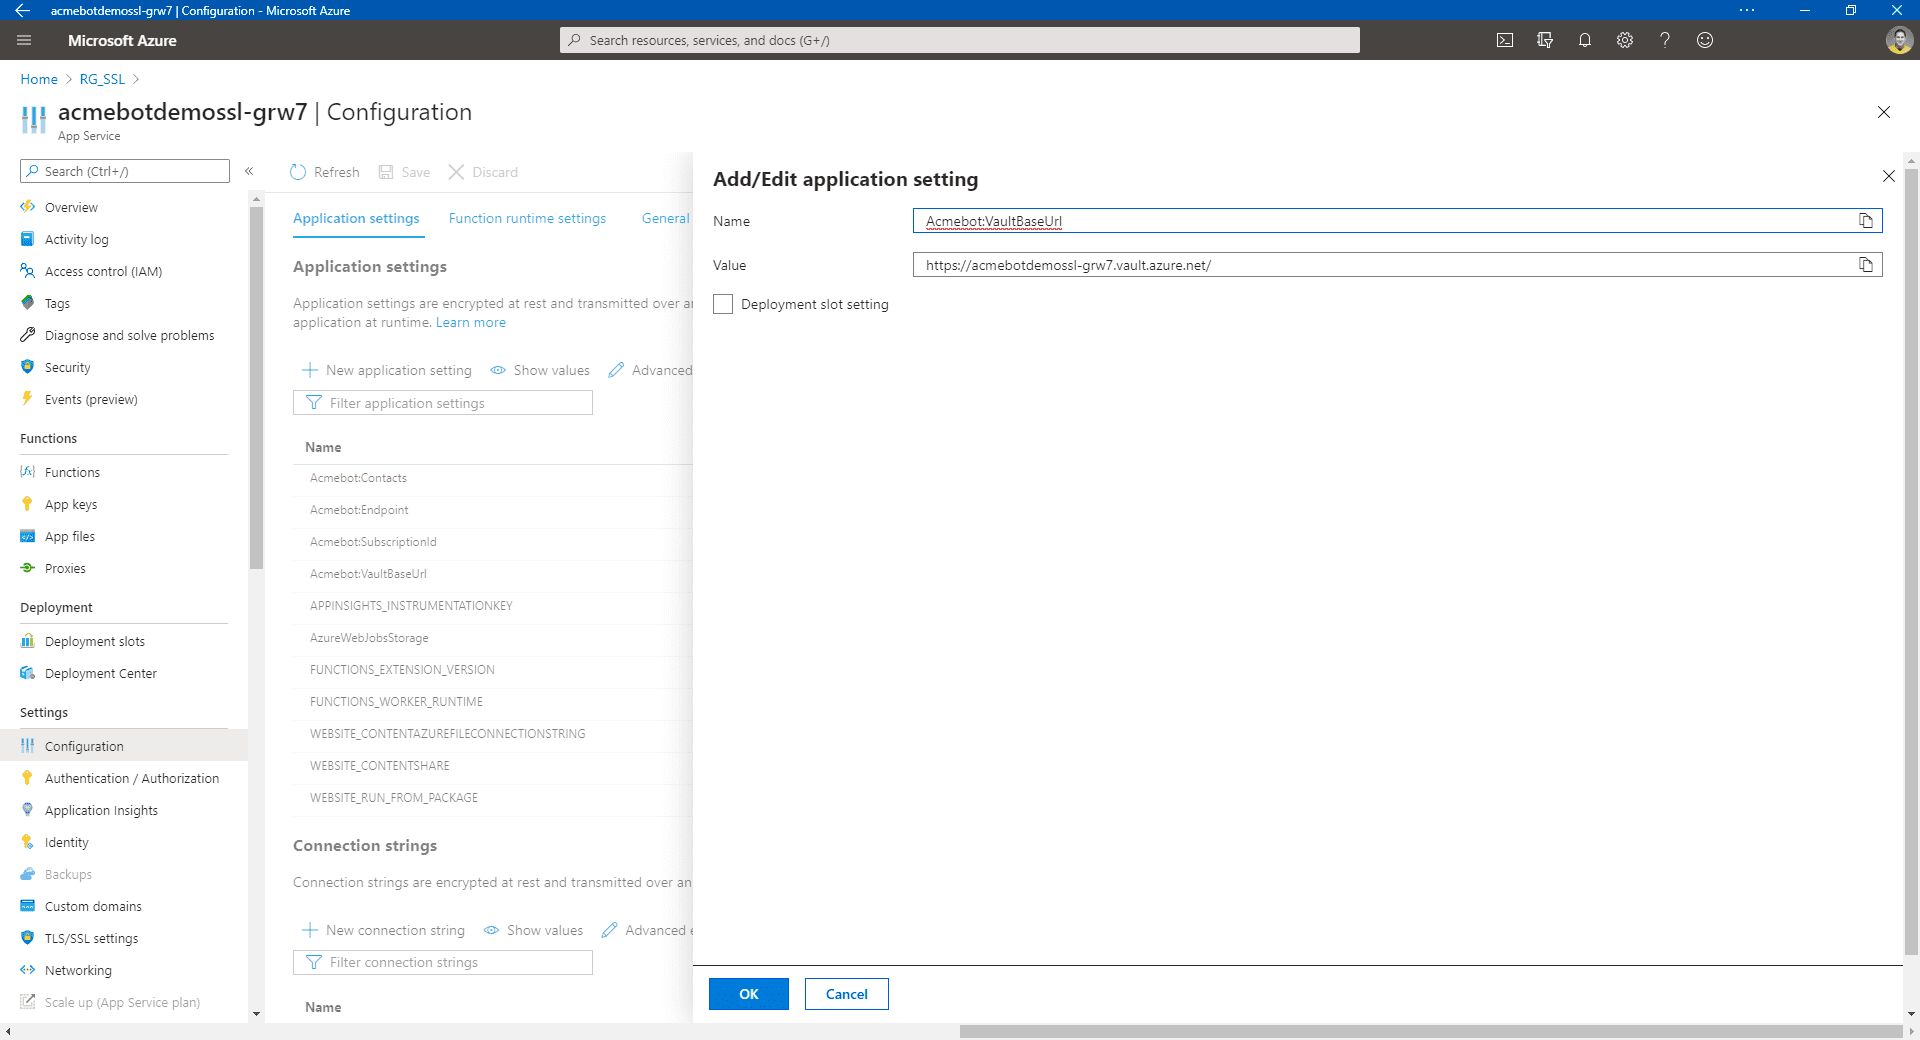 acmebotdemossl-grw7 | Configuration - Microsoft Azure
Microsoft Azure
Search resources, services, and docs (G+/)
Home > RG_SSL >
acmebotdemossl-grw7 | Configuration
App Service
Search (Ctrl+/)
Overview
Activity log
Access control (IAM)
Tags
Diagnose and solve problems
Security
Events (preview)
Functions
Functions
App keys
App files
Proxies
Deployment
Deployment slots
Deployment Center
Settings
Configuration
Authentication / Authorization
Application Insights
Identity
Backups
Custom domains
TLS/SSL settings
Networking
Scale up (App Service plan)
Refresh Save Discard
Application settings Function runtime settings General
Application settings
Application settings are encrypted at rest and transmitted over an
application at runtime. Learn more
New application setting Show values Advanced
Filter application settings
Name
Acmebot:Contacts
Acmebot:Endpoint
Acmebot:SubscriptionId
Acmebot:VaultBaseUrl
APPINSIGHTS_INSTRUMENTATIONKEY
AzureWebJobsStorage
FUNCTIONS_EXTENSION_VERSION
FUNCTIONS_WORKER_RUNTIME
WEBSITE_CONTENTAZUREFILECONNECTIONSTRING
WEBSITE_CONTENTSHARE
WEBSITE_RUN_FROM_PACKAGE
Connection strings
Connection strings are encrypted at rest and transmitted over an
New connection string Show values Advanced e
Filter connection strings
Name
Add/Edit application setting
Name Acmebot:VaultBaseUrl
Value https://acmebotdemossl-grw7.vault.azure.net/
Deployment slot setting
OK Cancel